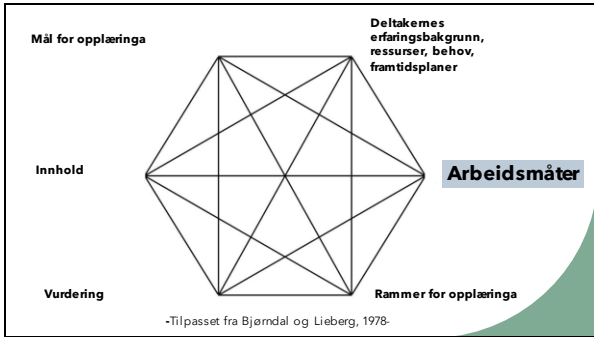 Mål for opplæringa
Deltakernes
erfaringsbakgrunn,
ressurser, behov,
framtidsplaner
Innhold
Arbeidsmåter
Vurdering
Rammer for opplæringa
-Tilpasset fra Bjørndal og Lieberg, 1978-